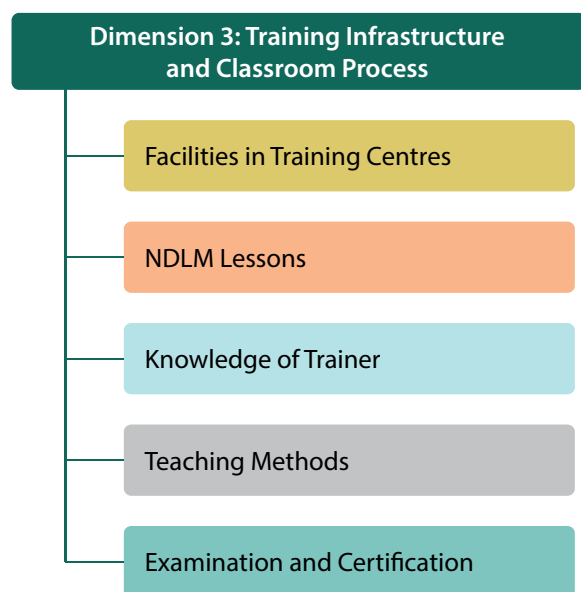 Dimension 3: Training Infrastructure
and Classroom Process
Facilities in Training Centres
NDLM Lessons
Knowledge of Trainer
Teaching Methods
Examination and Certification